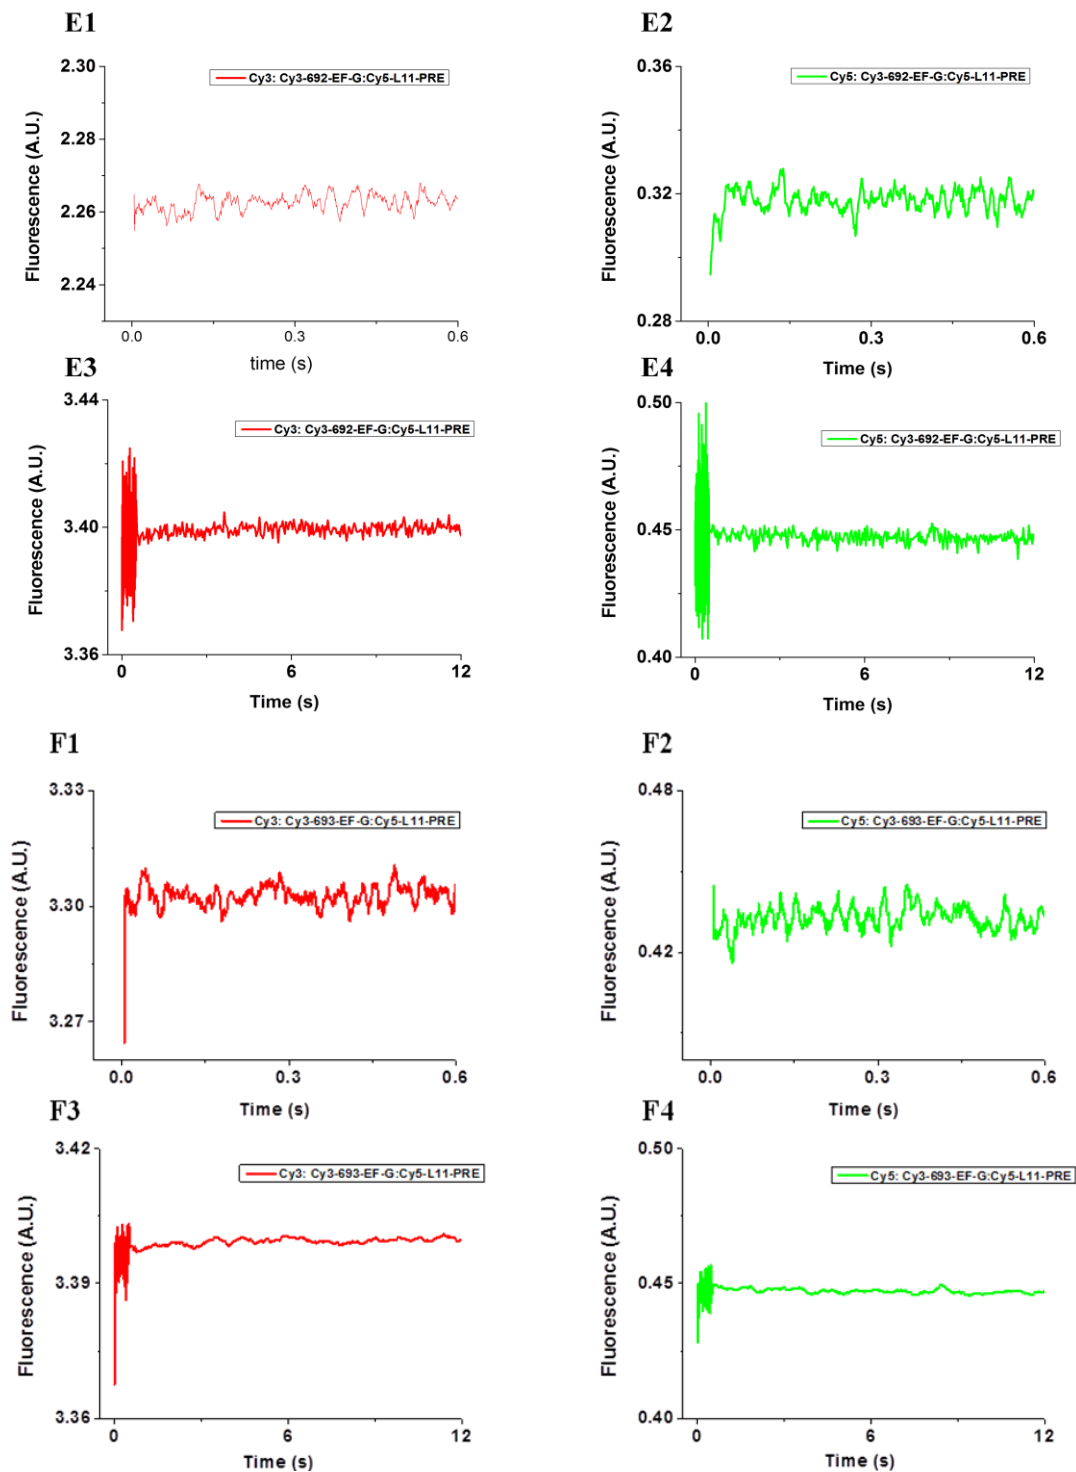 E1
E2
2.30
Cy3: Cy3-692-EF-G:Cy5-L11-PRE
2.28
2.26
2.24
Fluorescence (A.U.)
0.0
0.3
0.6
time (s)
0.36
Cy5: Cy3-692-EF-G:Cy5-L11-PRE
0.32
0.28
Fluorescence (A.U.)
0.0
0.3
0.6
Time (s)
E3
E4
3.44
Cy3: Cy3-692-EF-G:Cy5-L11-PRE
3.40
3.36
Fluorescence (A.U.)
0
6
12
Time (s)
0.50
Cy5: Cy3-692-EF-G:Cy5-L11-PRE
0.45
0.40
Fluorescence (A.U.)
0
6
12
Time (s)
F1
F2
3.33
Cy3: Cy3-693-EF-G:Cy5-L11-PRE
3.30
3.27
Fluorescence (A.U.)
0.0
0.3
0.6
Time (s)
0.48
Cy5: Cy3-693-EF-G:Cy5-L11-PRE
0.42
Fluorescence (A.U.)
0.0
0.3
0.6
Time (s)
F3
F4
3.42
Cy3: Cy3-693-EF-G:Cy5-L11-PRE
3.39
3.36
Fluorescence (A.U.)
0
6
12
Time (s)
0.50
Cy5: Cy3-693-EF-G:Cy5-L11-PRE
0.45
0.40
Fluorescence (A.U.)
0
6
12
Time (s)